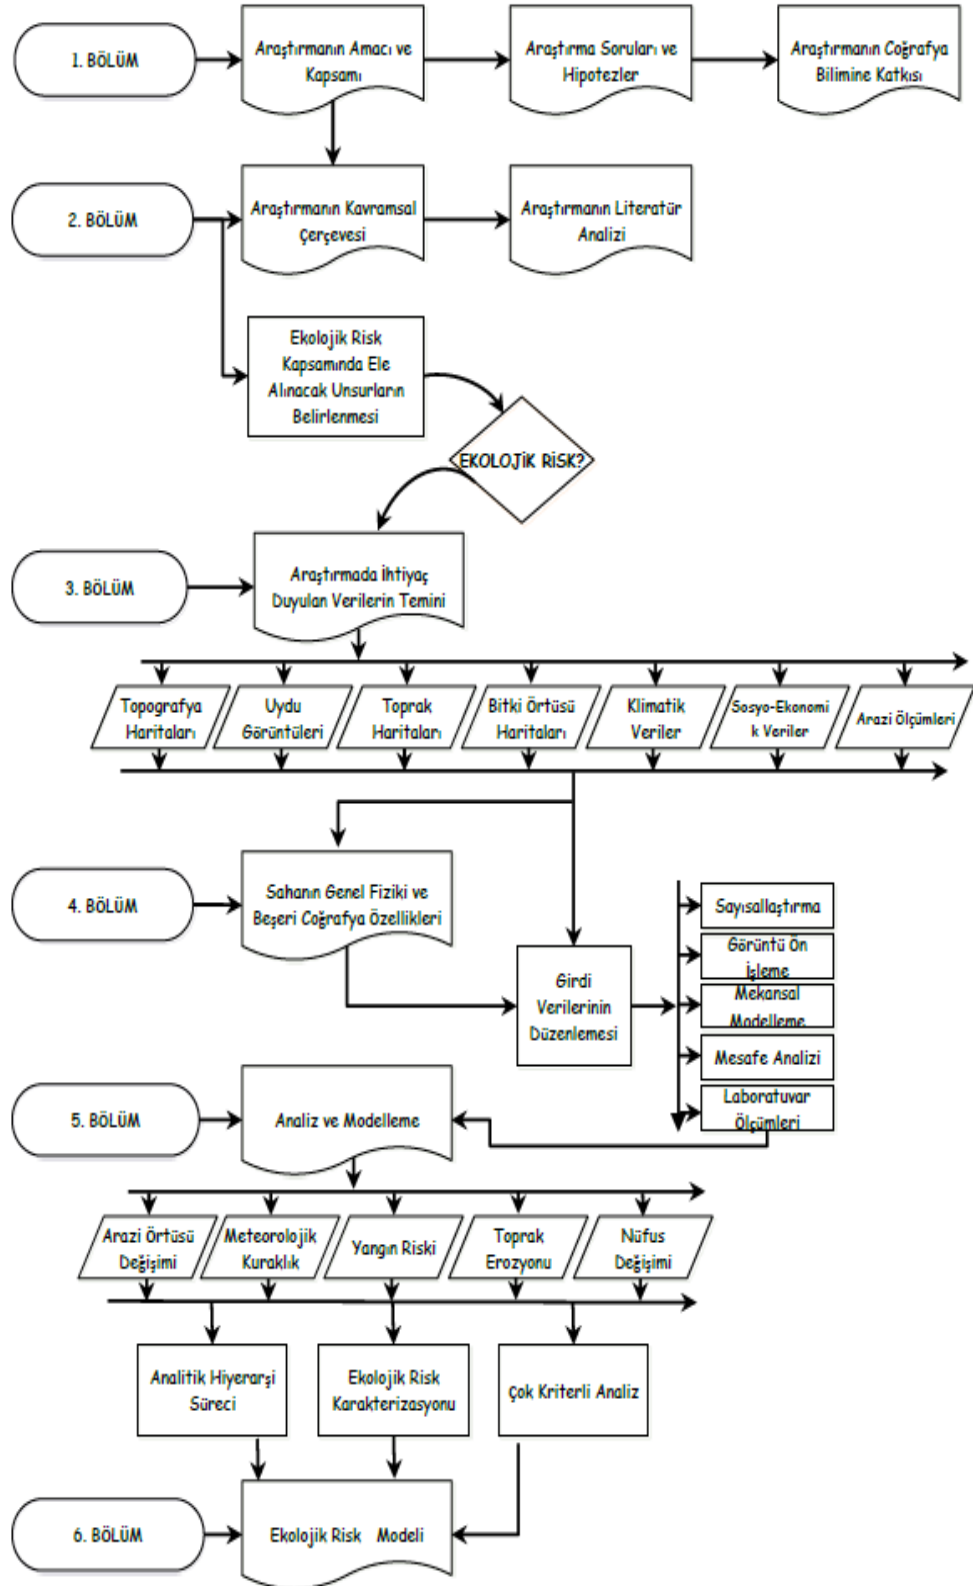 1. BÖLÜM
Araştırmanın Amacı ve
Kapsamı
Araştırma Soruları ve
Hipotezler
Araştırmanın Coğrafya
Bilimine Katkısı
2. BÖLÜM
Araştırmanın Kavramsal
Çerçevesi
Araştırmanın Literatür
Analizi
Ekolojik Risk
Kapsamında Ele
Alınacak Unsurların
Belirlenmesi
EKOLOJİK RİSK?
3. BÖLÜM
Araştırmada İhtiyaç
Duyulan Verilerin Temini
Topografya
Haritaları
Uydu
Görüntüleri
Toprak
Haritaları
Bitki Örtüsü
Haritaları
Klimatik
Veriler
Sosyo-Ekonomi
k Veriler
Arazi Ölçümleri
4. BÖLÜM
Sahanın Genel Fiziki ve
Beşeri Coğrafya Özellikleri
Girdi
Verilerinin
Düzenlemesi
Sayısallaştırma
Görüntü Ön
İşleme
Mekansal
Modelleme
Mesafe Analizi
Laboratuvar
Ölçümleri
5. BÖLÜM
Analiz ve Modelleme
Arazi Örtüsü
Değişimi
Meteorolojik
Kuraklık
Yangın Riski
Toprak
Erozyonu
Nüfus
Değişimi
Analitik Hiyerarşi
Süreci
Ekolojik Risk
Karakterizasyonu
Çok Kriterli Analiz
6. BÖLÜM
Ekolojik Risk Modeli